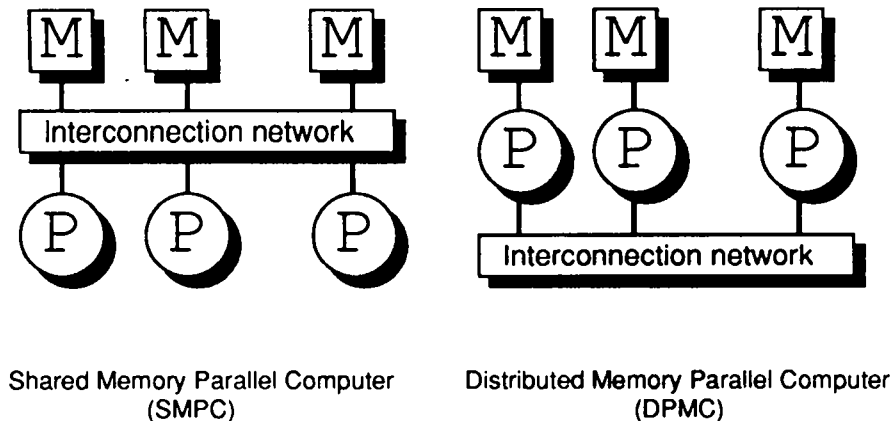 M M M
Interconnection network
P P P
Shared Memory Parallel Computer
(SMPC)
M M M
P P P
Interconnection network
Distributed Memory Parallel Computer
(DPMC)